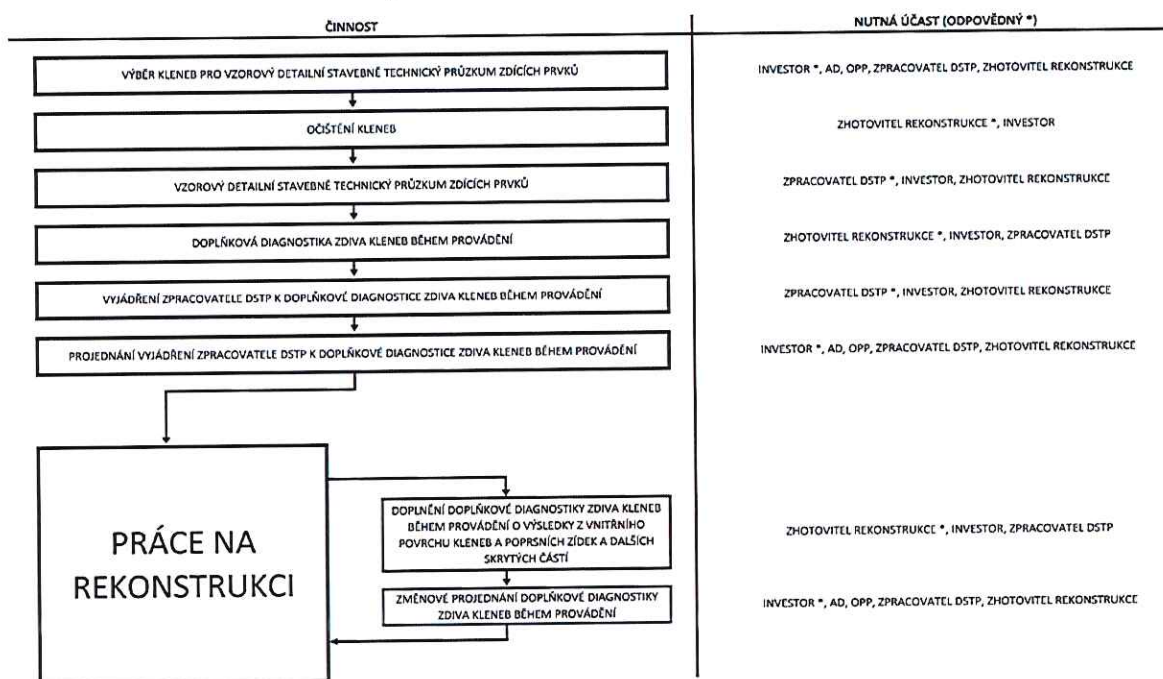 ČINNOST
NUTNÁ ÚČAST (ODPOVĚDNÝ *)
VÝBĚR KLENEB PRO VZOROVÝ DETAILNÍ STAVEBNĚ TECHNICKÝ PRŮZKUM ZDÍCÍCH PRVKŮ
INVESTOR *, AD, OPP, ZPRACOVATEL DSTP, ZHOTOVITEL REKONSTRUKCE
OČIŠTĚNÍ KLENEB
ZHOTOVITEL REKONSTRUKCE *, INVESTOR
VZOROVÝ DETAILNÍ STAVEBNĚ TECHNICKÝ PRŮZKUM ZDÍCÍCH PRVKŮ
ZPRACOVATEL DSTP *, INVESTOR, ZHOTOVITEL REKONSTRUKCE
DOPLŇKOVÁ DIAGNOSTIKA ZDIVA KLENEB BĚHEM PROVÁDĚNÍ
ZHOTOVITEL REKONSTRUKCE *, INVESTOR, ZPRACOVATEL DSTP
VYJÁDŘENÍ ZPRACOVATELE DSTP K DOPLŇKOVÉ DIAGNOSTICE ZDIVA KLENEB BĚHEM PROVÁDĚNÍ
ZPRACOVATEL DSTP *, INVESTOR, ZHOTOVITEL REKONSTRUKCE
PROJEDNÁNÍ VYJÁDŘENÍ ZPRACOVATELE DSTP K DOPLŇKOVÉ DIAGNOSTICE ZDIVA KLENEB BĚHEM PROVÁDĚNÍ
INVESTOR *, AD, OPP, ZPRACOVATEL DSTP, ZHOTOVITEL REKONSTRUKCE
PRÁCE NA
REKONSTRUKCI
DOPLNĚNÍ DOPLŇKOVÉ DIAGNOSTIKY ZDIVA KLENEB
BĚHEM PROVÁDĚNÍ O VÝSLEDKY Z VNITŘNÍHO
POVRCHU KLENEB A POPRSNÍCH ZÍDEK A DALŠÍCH
SKRYTÝCH ČÁSTÍ
ZHOTOVITEL REKONSTRUKCE *, INVESTOR, ZPRACOVATEL DSTP
ZMĚNOVÉ PROJEDNÁNÍ DOPLŇKOVÉ DIAGNOSTIKY
ZDIVA KLENEB BĚHEM PROVÁDĚNÍ
INVESTOR *, AD, OPP, ZPRACOVATEL DSTP, ZHOTOVITEL REKONSTRUKCE